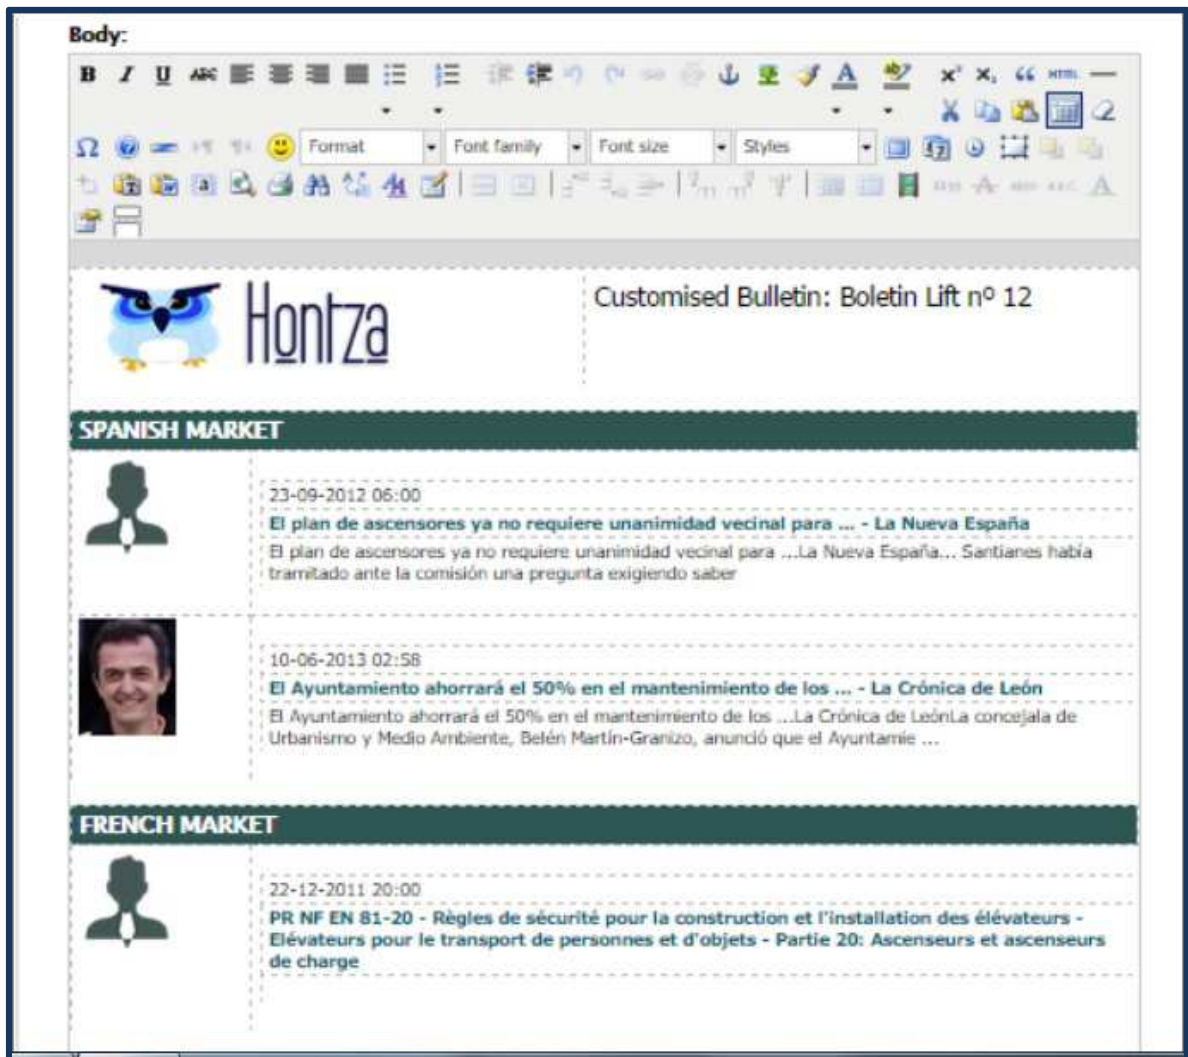 Body:
B I U ABC HTML
Format Font family Font size Styles
Hontza
Customised Bulletin: Boletin Lift nº 12
SPANISH MARKET
23-09-2012 06:00
El plan de ascensores ya no requiere unanimidad vecinal para ... - La Nueva España
El plan de ascensores ya no requiere unanimidad vecinal para ...La Nueva España... Santianes había
tramitado ante la comisión una pregunta exigiendo saber
10-06-2013 02:58
El Ayuntamiento ahorrará el 50% en el mantenimiento de los ... - La Crónica de León
El Ayuntamiento ahorrará el 50% en el mantenimiento de los ...La Crónica de LeónLa concejala de
Urbanismo y Medio Ambiente, Belén Martín-Granizo, anunció que el Ayuntamie ...
FRENCH MARKET
22-12-2011 20:00
PR NF EN 81-20 - Règles de sécurité pour la construction et l'installation des élévateurs -
Elévateurs pour le transport de personnes et d'objets - Partie 20: Ascenseurs et ascenseurs
de charge